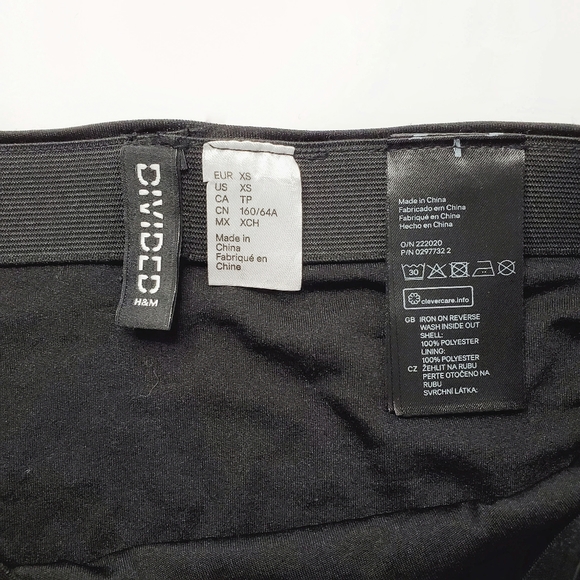 DIVIDED
H&M
EUR XS
US XS
CA TP
CN 160/64A
MX XCH
Made in
China
Fabriqué en
Chine
Made in China
Fabricado en China
Fabriqué en Chine
Hecho en China
O/N 222020
P/N 0297732 2
30
clevercare.info
GB IRON ON REVERSE
WASH INSIDE OUT
SHELL:
100% POLYESTER
LINING:
100% POLYESTER
CZ ŽEHLIT NA RUBU
PERTE OTOČENO NA
RUBU
SVRCHNÍ LÁTKA: